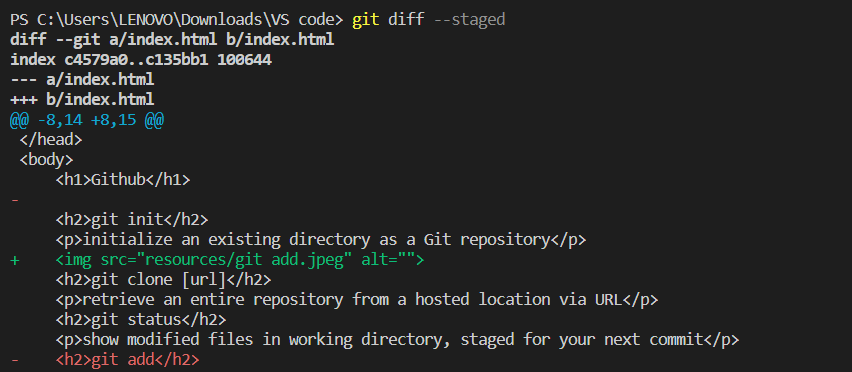 PS C:\Users\LENOVO\Downloads\VS code> git diff --staged
diff --git a/index.html b/index.html
index c4579a0..c135bb1 100644
--- a/index.html
+++ b/index.html
@@ -8,14 +8,15 @@
 </head>
 <body>
     <h1>Github</h1>
-
     <h2>git init</h2>
     <p>initialize an existing directory as a Git repository</p>
+    <img src="resources/git add.jpeg" alt="">
     <h2>git clone [url]</h2>
     <p>retrieve an entire repository from a hosted location via URL</p>
     <h2>git status</h2>
     <p>show modified files in working directory, staged for your next commit</p>
-    <h2>git add</h2>